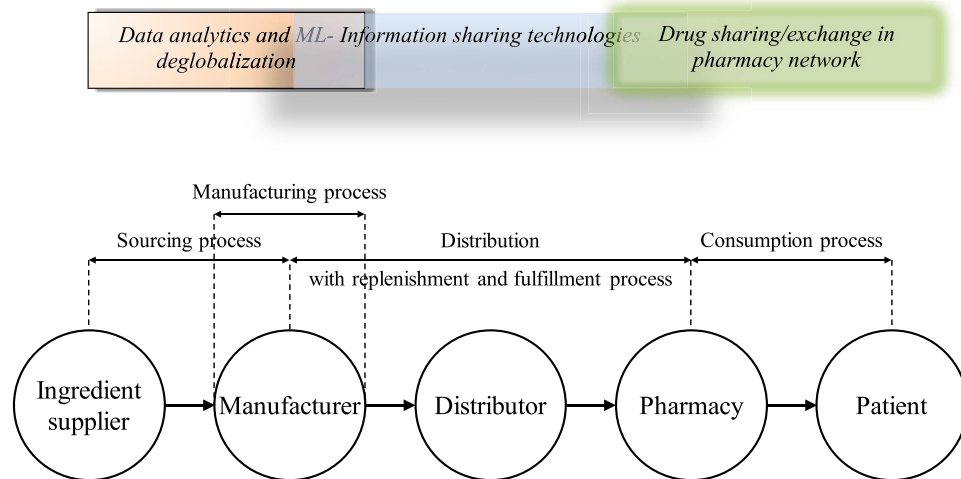 Data analytics and ML- Information sharing technologies
deglobalization
Drug sharing/exchange in
pharmacy network
Manufacturing process
Sourcing process
Distribution
Consumption process
with replenishment and fulfillment process
Ingredient
supplier
Manufacturer
Distributor
Pharmacy
Patient